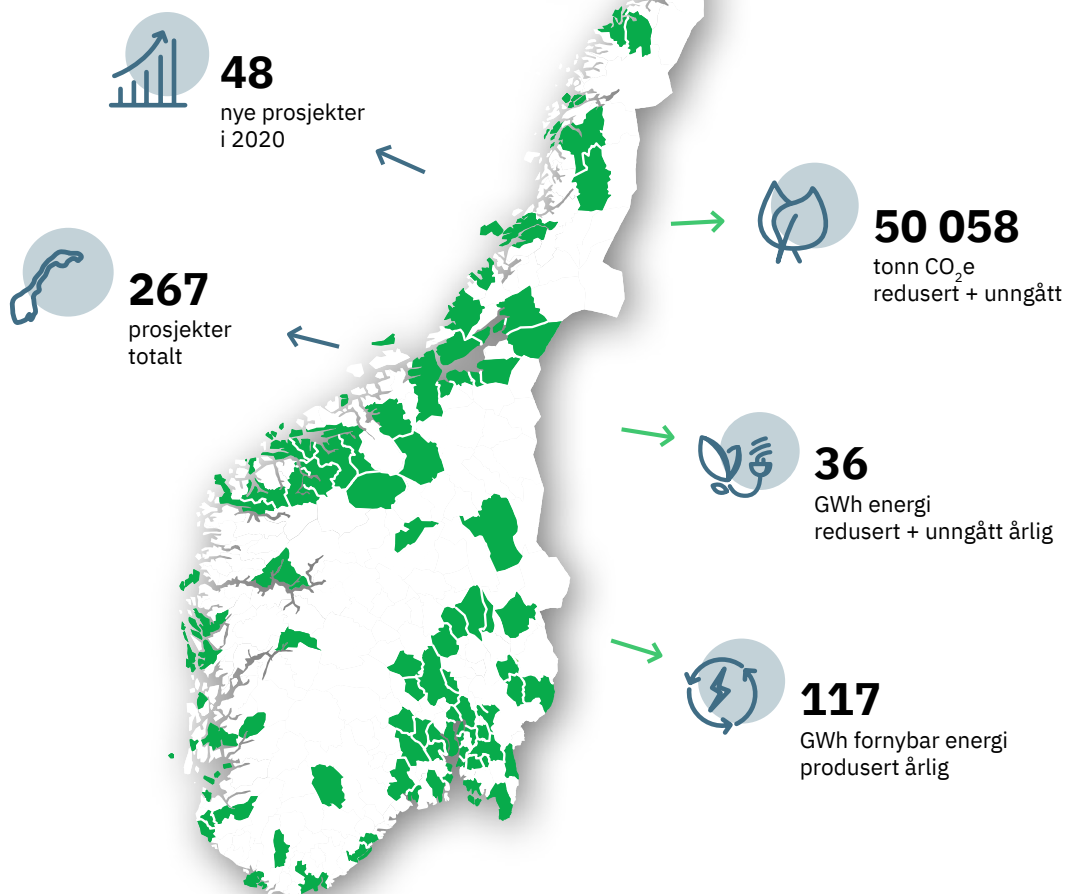 48
nye prosjekter
i 2020
267
prosjekter
totalt
50 058
tonn CO₂e
redusert + unngått
36
GWh energi
redusert + unngått årlig
117
GWh fornybar energi
produsert årlig